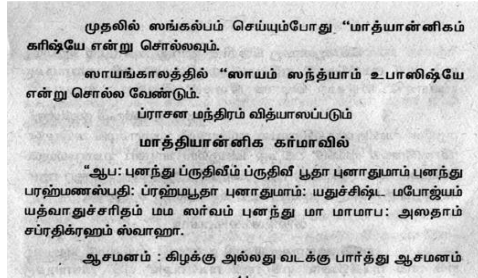 முதலில் ஸங்கல்பம் செய்யும்போது “மாத்யான்னிகம்
கரிஷ்யே என்று சொல்லவும்.
ஸாயங்காலத்தில் “ஸாயம் ஸந்த்யாம் உபாஸிஷ்யே
என்று சொல்ல வேண்டும்.
ப்ராசன மந்திரம் வித்யாஸப்படும்
மாத்தியான்னிக கர்மாவில்
“ஆப: புனந்து ப்ருதிவீம் ப்ருதிவீ பூதா புனாதுமாம் புனந்து
பரஹ்மணஸ்பதி: ப்ரஹ்மபூதா புனாதுமாம்: யதுச்சிஷ்ட மபோஜ்யம்
யத்வாதுச்சரிதம் மம ஸர்வம் புனந்து மா மாமாப: அஸதாம்
சப்ரதிக்ரஹம் ஸ்வாஹா.
ஆசமனம் : கிழக்கு அல்லது வடக்கு பார்த்து ஆசமனம்